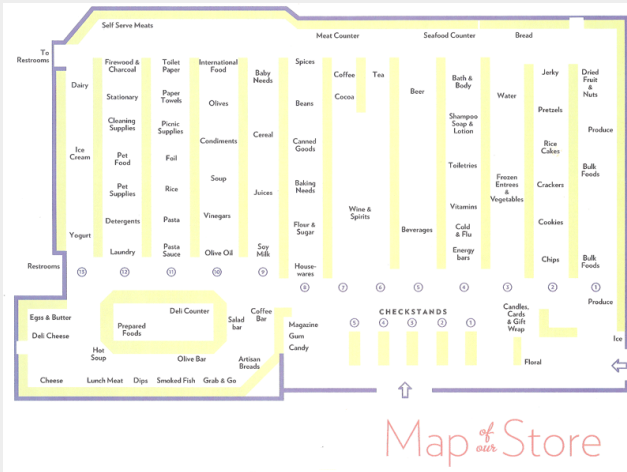 Self Serve Meats
Meat Counter
Seafood Counter
Bread
To
Restrooms
Dairy
Ice
Cream
Yogurt
Firewood &
Charcoal
Stationary
Cleaning
Supplies
Pet
Food
Pet
Supplies
Detergents
Laundry
Toilet
Paper
Paper
Towels
Picnic
Supplies
Foil
Rice
Pasta
Pasta
Sauce
International
Food
Olives
Condiments
Soup
Vinegars
Olive Oil
Baby
Needs
Cereal
Juices
Soy
Milk
Spices
Beans
Canned
Goods
Baking
Needs
Flour &
Sugar
House-
wares
Coffee
Cocoa
Tea
Wine &
Spirits
Beer
Beverages
Bath &
Body
Shampoo
Soap &
Lotion
Toiletries
Vitamins
Cold
& Flu
Energy
bars
Water
Frozen
Entrees
&
Vegetables
Jerky
Pretzels
Rice
Cakes
Crackers
Cookies
Chips
Dried
Fruit
&
Nuts
Produce
Bulk
Foods
Bulk
Foods
Produce
Restrooms
13
12
11
10
9
8
7
6
5
4
3
2
1
Eggs & Butter
Deli Cheese
Cheese
Hot
Soup
Lunch Meat
Dips
Smoked Fish
Grab & Go
Prepared
Foods
Deli Counter
Olive Bar
Salad
bar
Coffee
Bar
Artisan
Breads
Magazine
Gum
Candy
CHECKSTANDS
5
4
3
2
1
Candles,
Cards
& Gift
Wrap
Floral
Ice
Map of our Store